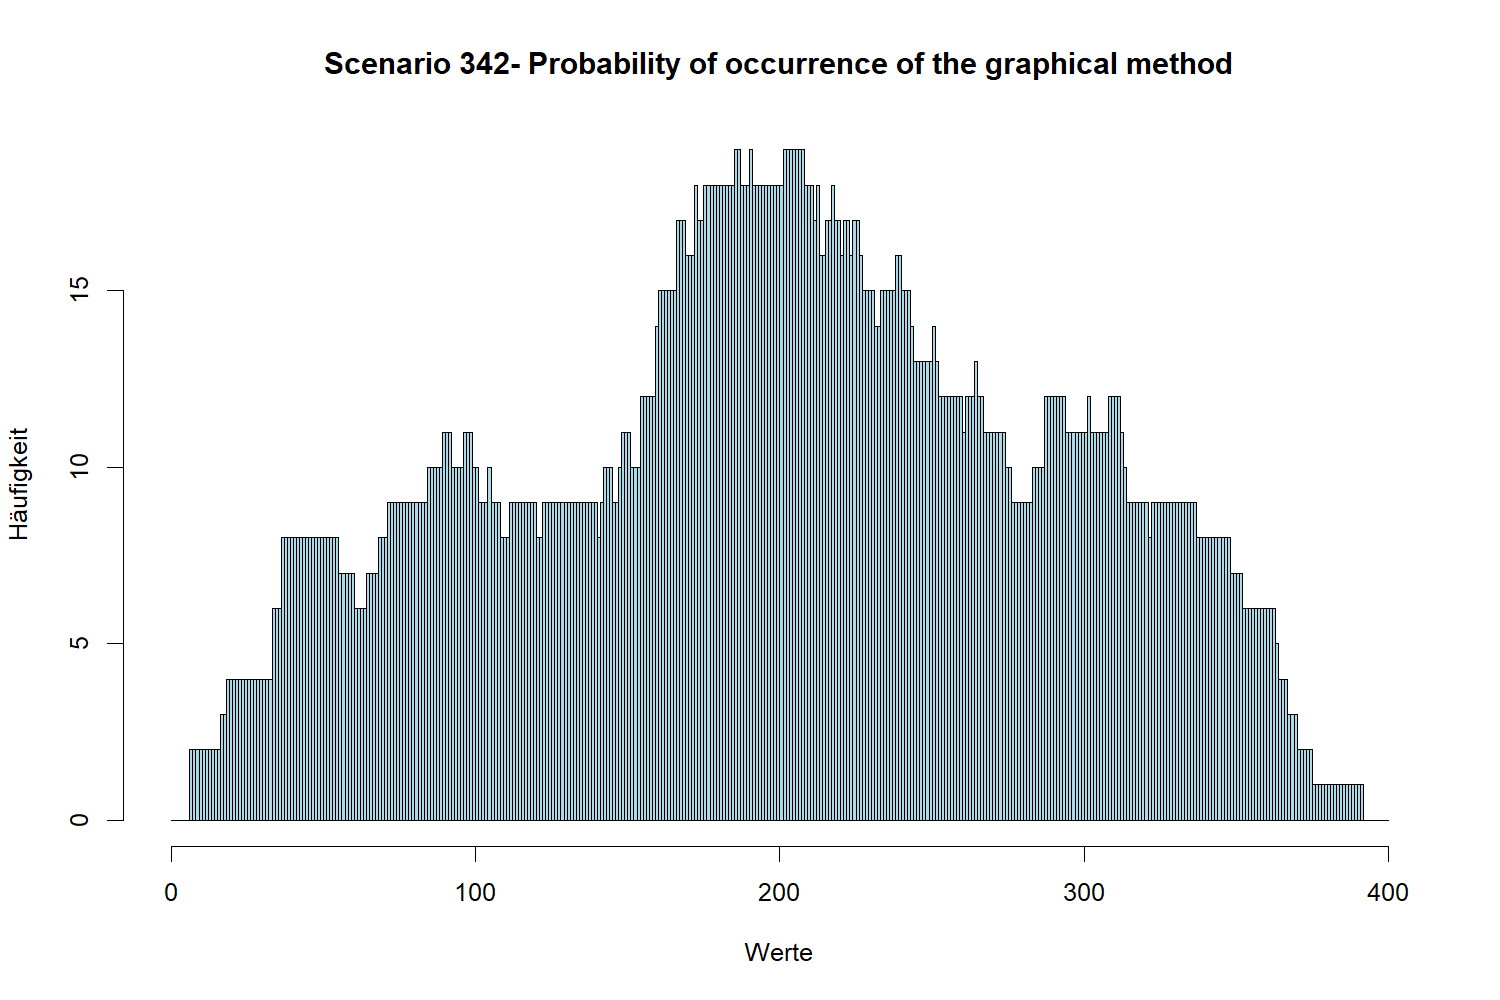 Scenario 342- Probability of occurrence of the graphical method
Häufigkeit
15
10
5
0
0 100 200 300 400
Werte